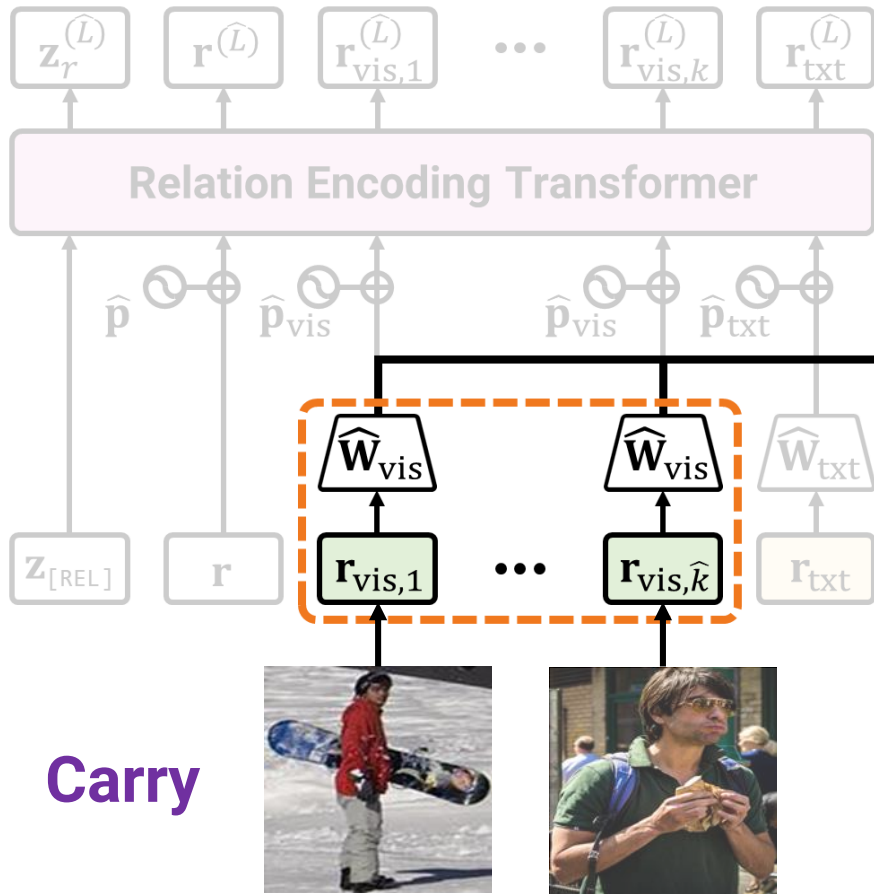 z_r^(L̂) r^(L̂) r_vis,1^(L̂) ••• r_vis,k^(L̂) r_txt^(L̂)
Relation Encoding Transformer
p̂ p̂_vis p̂_vis p̂_txt
Ŵ_vis Ŵ_vis Ŵ_txt
z_[REL] r r_vis,1 ••• r_vis,k̂ r_txt
Carry